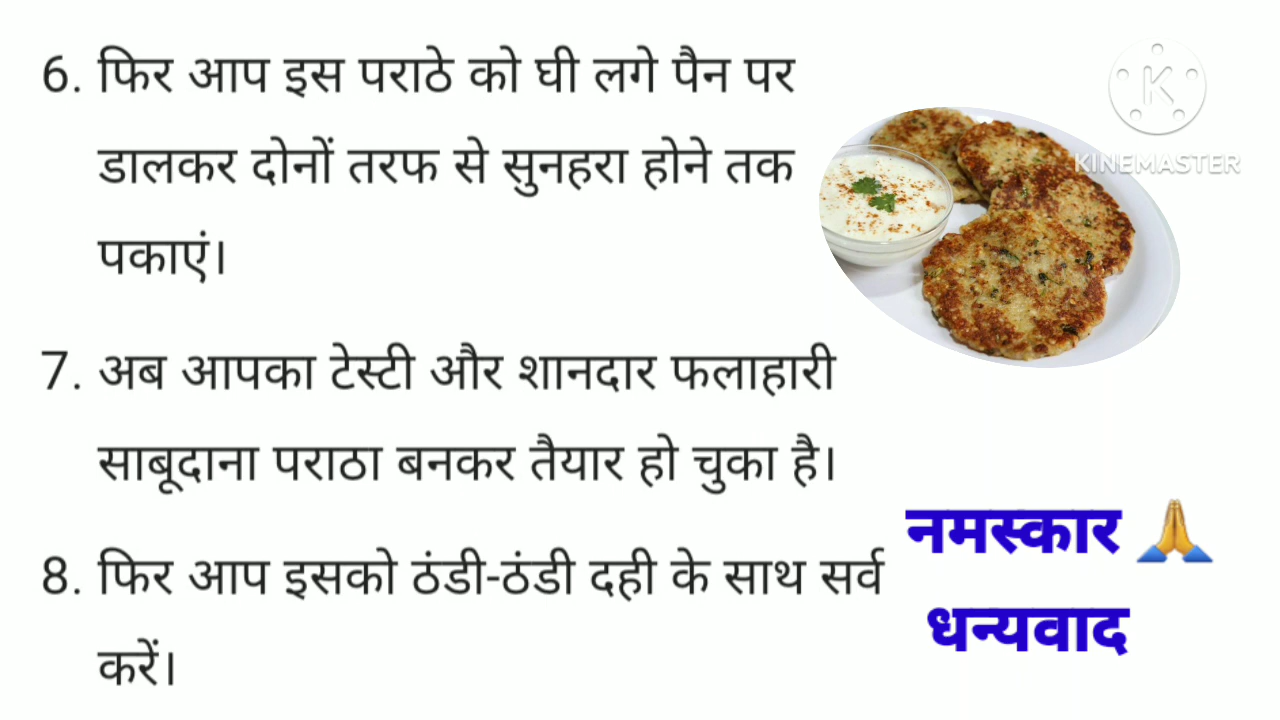 6. फिर आप इस पराठे को घी लगे पैन पर
डालकर दोनों तरफ से सुनहरा होने तक
पकाएं।
7. अब आपका टेस्टी और शानदार फलाहारी
साबूदाना पराठा बनकर तैयार हो चुका है।
8. फिर आप इसको ठंडी-ठंडी दही के साथ सर्व
करें।
K
KINEMASTER
नमस्कार 🙏
धन्यवाद